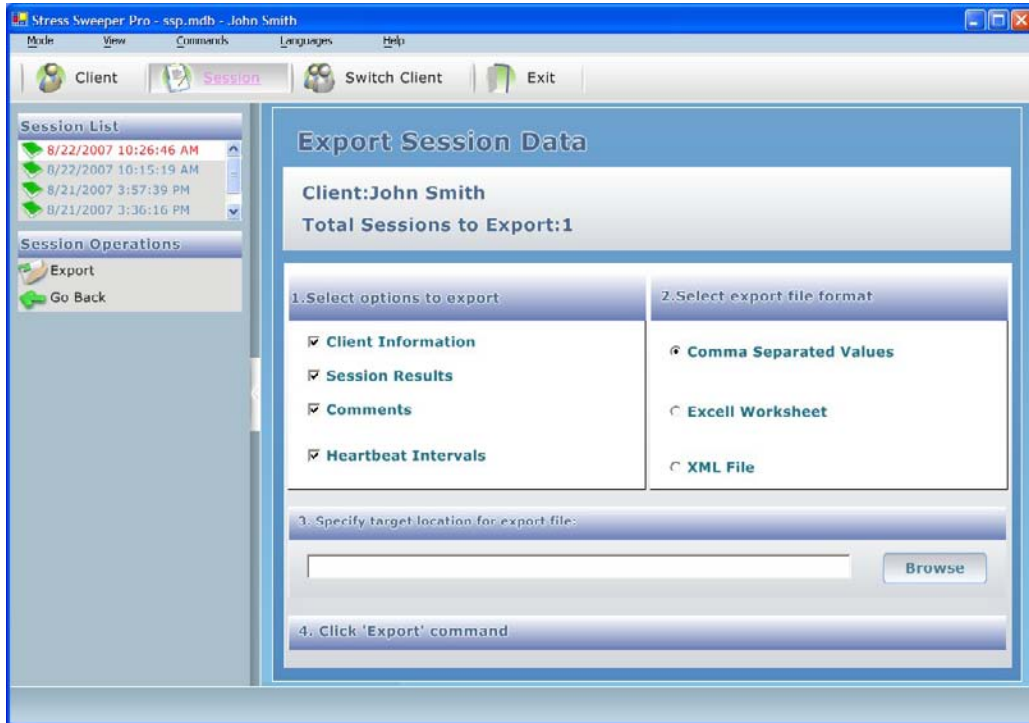 Stress Sweeper Pro - ssp.mdb - John Smith
Mode View Commands Languages Help
Client Session Switch Client Exit
Session List
8/22/2007 10:26:46 AM
8/22/2007 10:15:19 AM
8/21/2007 3:57:39 PM
8/21/2007 3:36:16 PM
Session Operations
Export
Go Back
Export Session Data
Client:John Smith
Total Sessions to Export:1
1.Select options to export
Client Information
Session Results
Comments
Heartbeat Intervals
2.Select export file format
Comma Separated Values
Excell Worksheet
XML File
3. Specify target location for export file:
Browse
4. Click 'Export' command